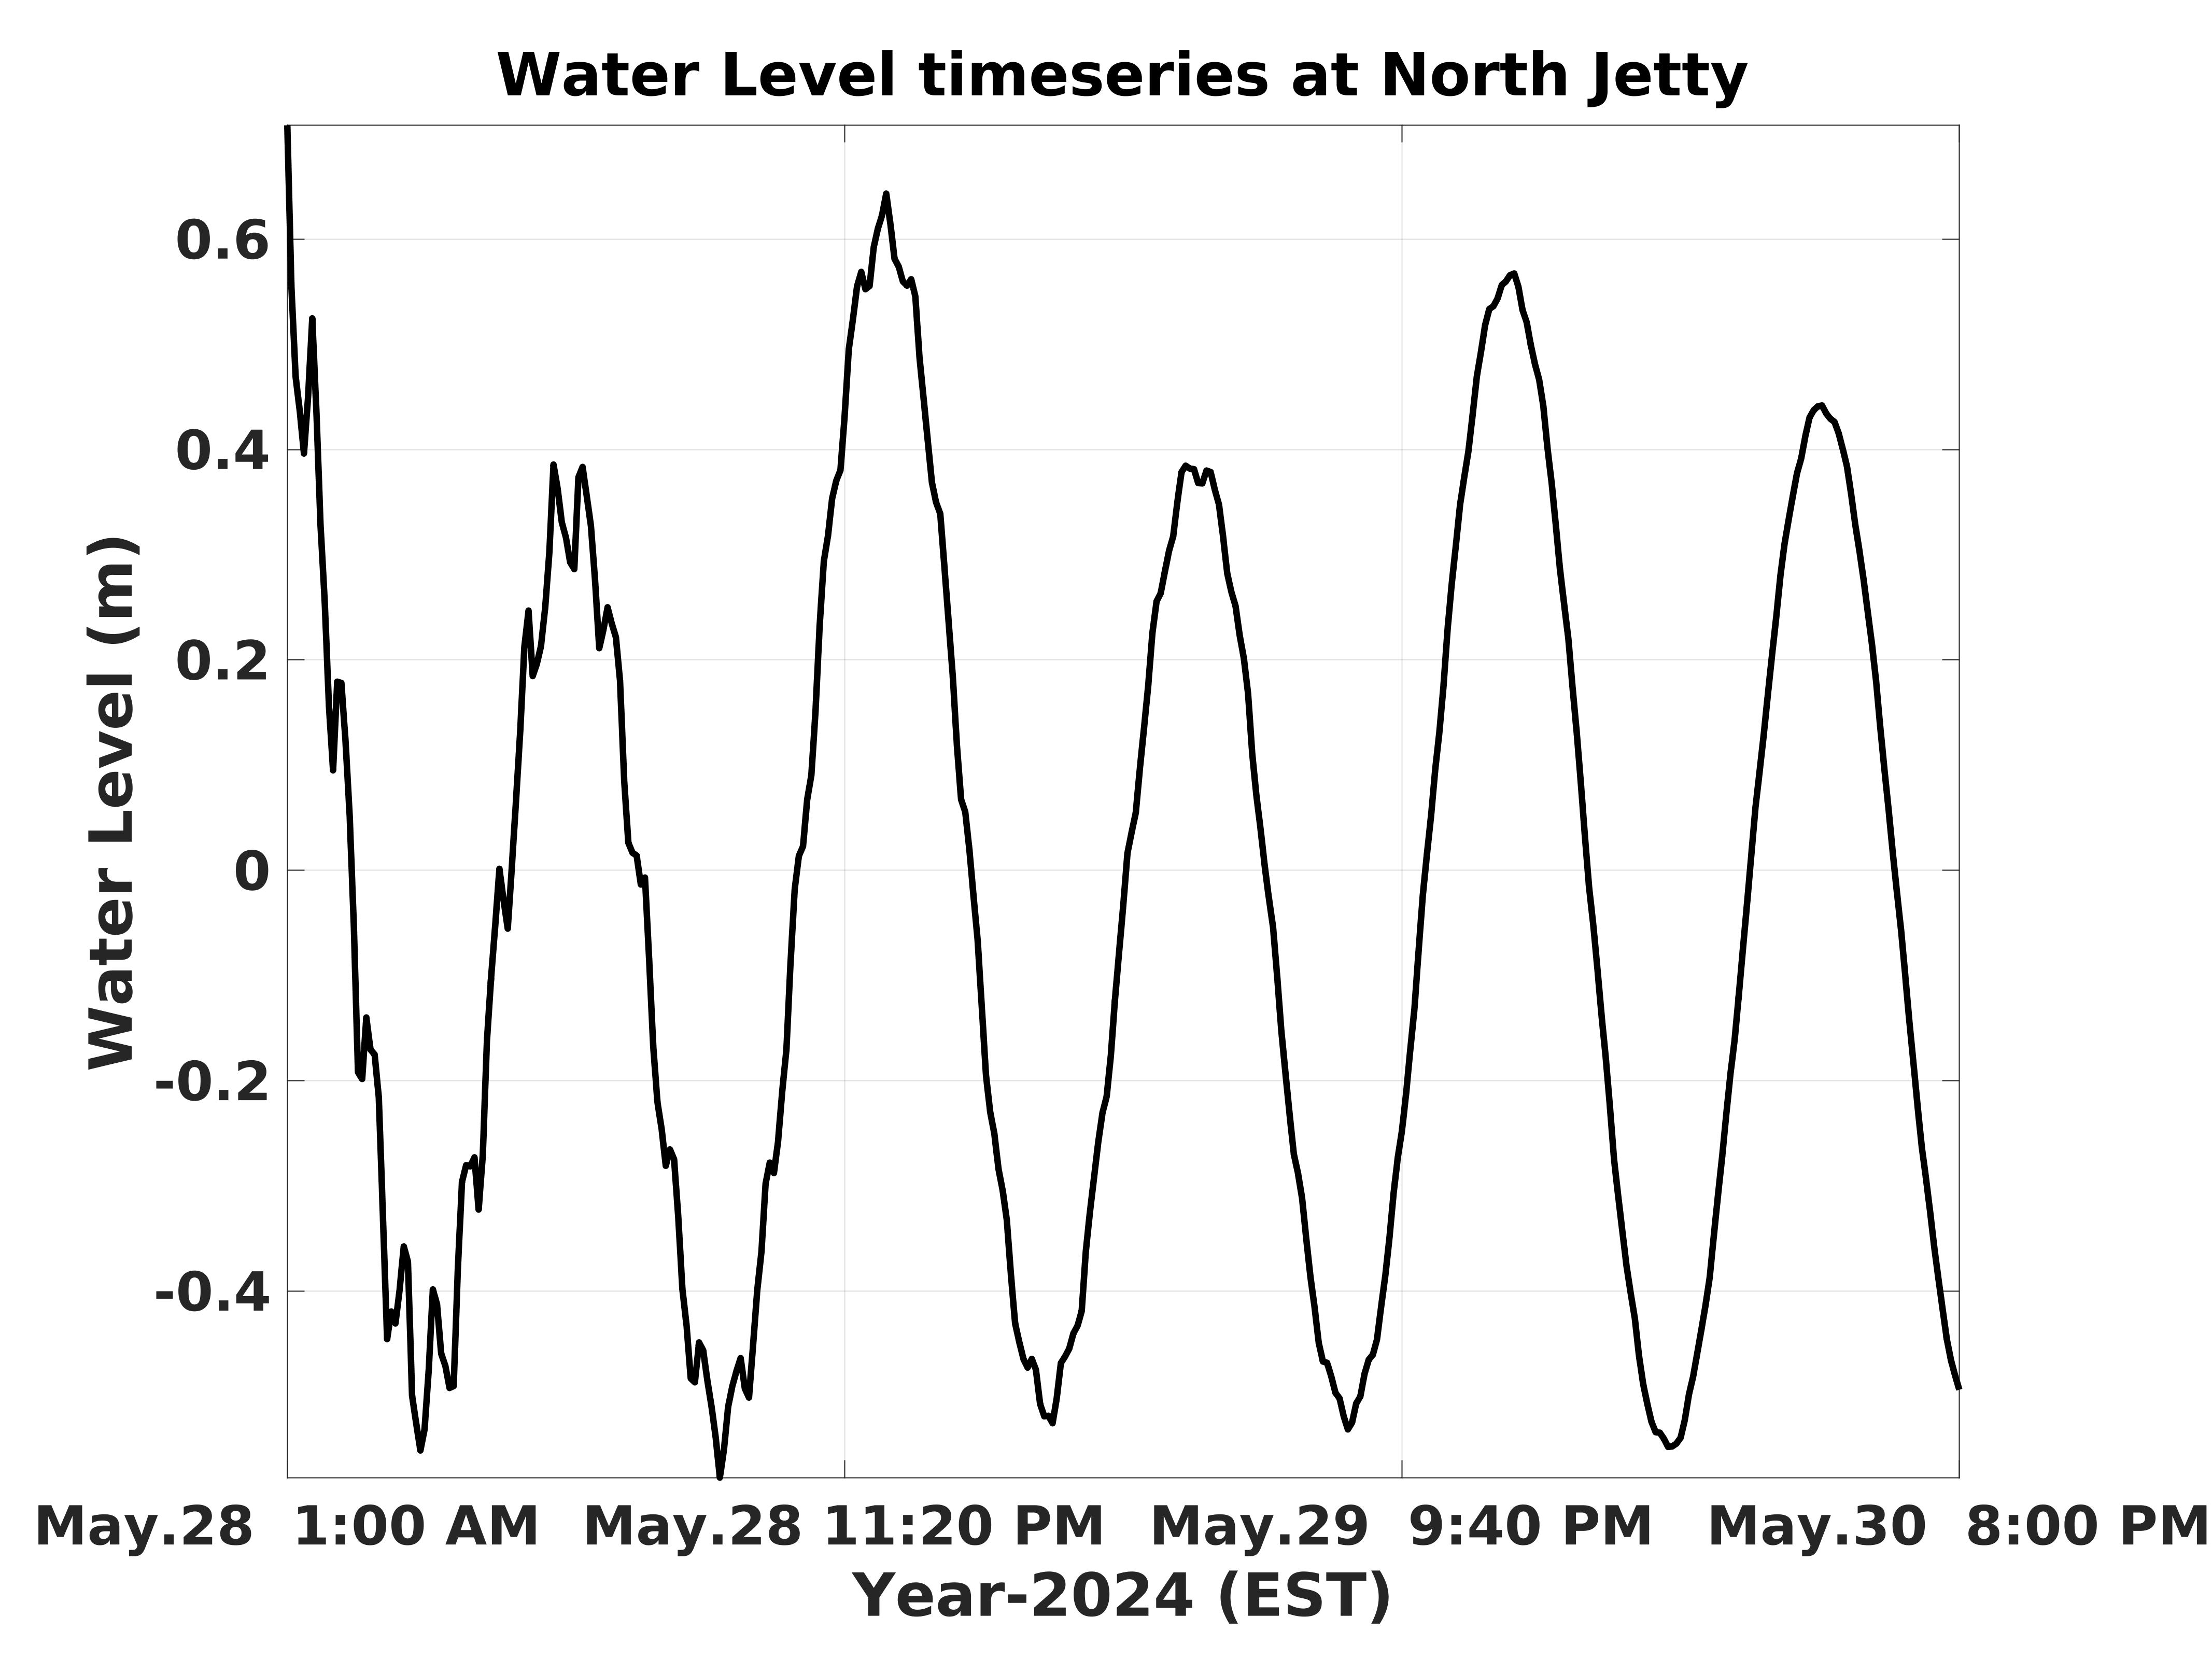 Water Level timeseries at North Jetty
0.6
0.4
0.2
0
-0.2
-0.4
Water Level (m)
May.28 1:00 AM May.28 11:20 PM May.29 9:40 PM May.30 8:00 PM
Year-2024 (EST)